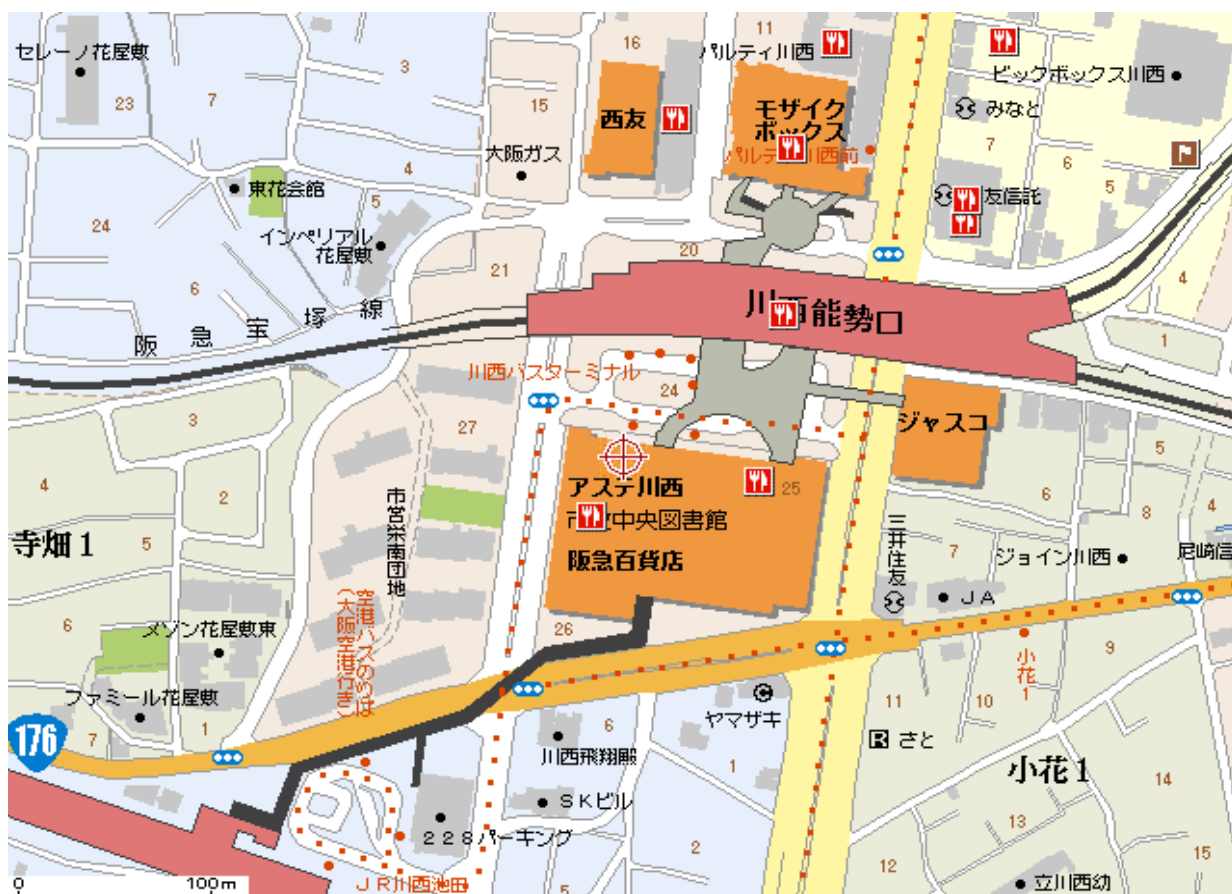 セレーノ花屋敷
23
7
3
16
15
西友
大阪ガス
11
パルティ川西
モザイク
ボックス
パルティ川西前
ビックボックス川西
みなと
7
6
5
友信託
東花会館
4
5
24
インペリアル
花屋敷
6
21
20
4
阪急宝塚線
川西能勢口
1
川西バスターミナル
24
3
27
ジャスコ
4
2
5
アステ川西
25
中央図書館
阪急百貨店
市営栄南団地
寺畑1
5
三井住友
6
5
8
4
7
ジョイン川西
尼崎信
JA
6
メゾン花屋敷東
空港バスのりば
(大阪空港行き)
26
小花1
9
ファミール花屋敷
1
7
176
ヤマザキ
11
10
さと
6
川西飛翔殿
1
小花1
14
SKビル
228パーキング
2
13
12
15
5
JR川西池田
立川西幼
0
100m